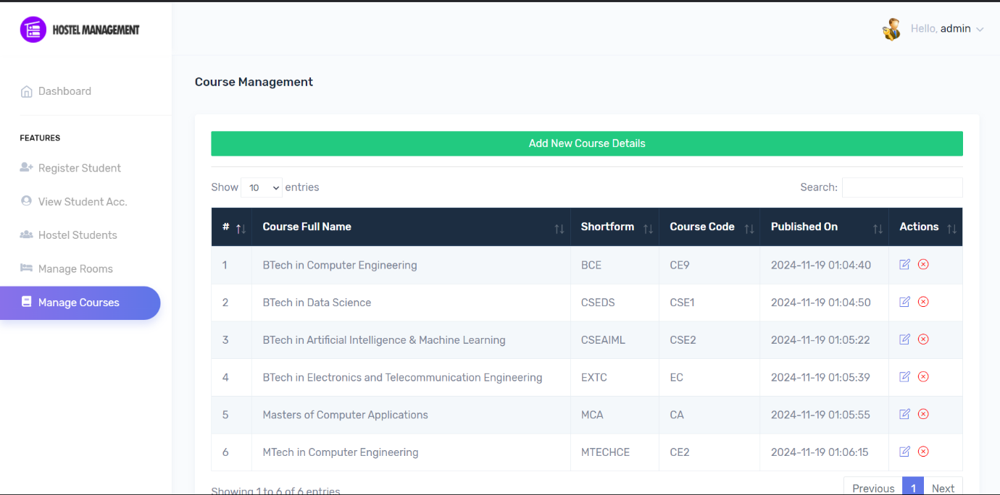 HOSTEL MANAGEMENT
Hello, admin
Dashboard
FEATURES
Register Student
View Student Acc.
Hostel Students
Manage Rooms
Manage Courses
Course Management
Add New Course Details
Show 10 entries
Search:
# Course Full Name Shortform Course Code Published On Actions
1 BTech in Computer Engineering BCE CE9 2024-11-19 01:04:40
2 BTech in Data Science CSEDS CSE1 2024-11-19 01:04:50
3 BTech in Artificial Intelligence & Machine Learning CSEAIML CSE2 2024-11-19 01:05:22
4 BTech in Electronics and Telecommunication Engineering EXTC EC 2024-11-19 01:05:39
5 Masters of Computer Applications MCA CA 2024-11-19 01:05:55
6 MTech in Computer Engineering MTECHCE CE2 2024-11-19 01:06:15
Showing 1 to 6 of 6 entries
Previous 1 Next